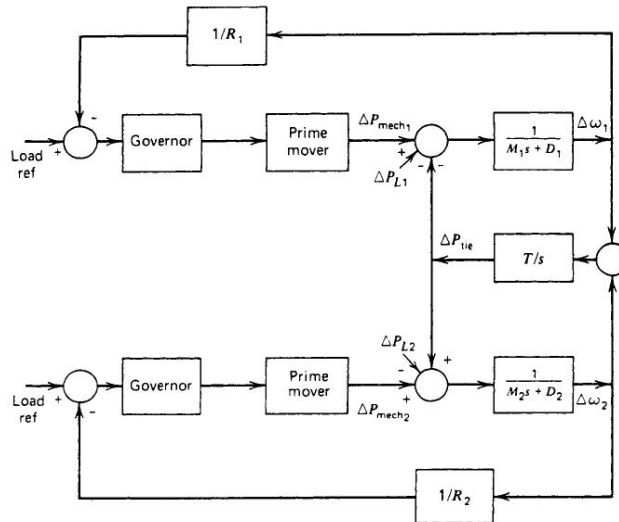 1/R₁
−
+
Load
ref
Governor
Prime
mover
ΔP_mech₁
+
− −
ΔP_L1
1
M₁s + D₁
Δω₁
ΔP_tie
T/s
ΔP_L2
−
+
+
Load
ref
+
−
Governor
Prime
mover
ΔP_mech₂
1
M₂s + D₂
Δω₂
1/R₂